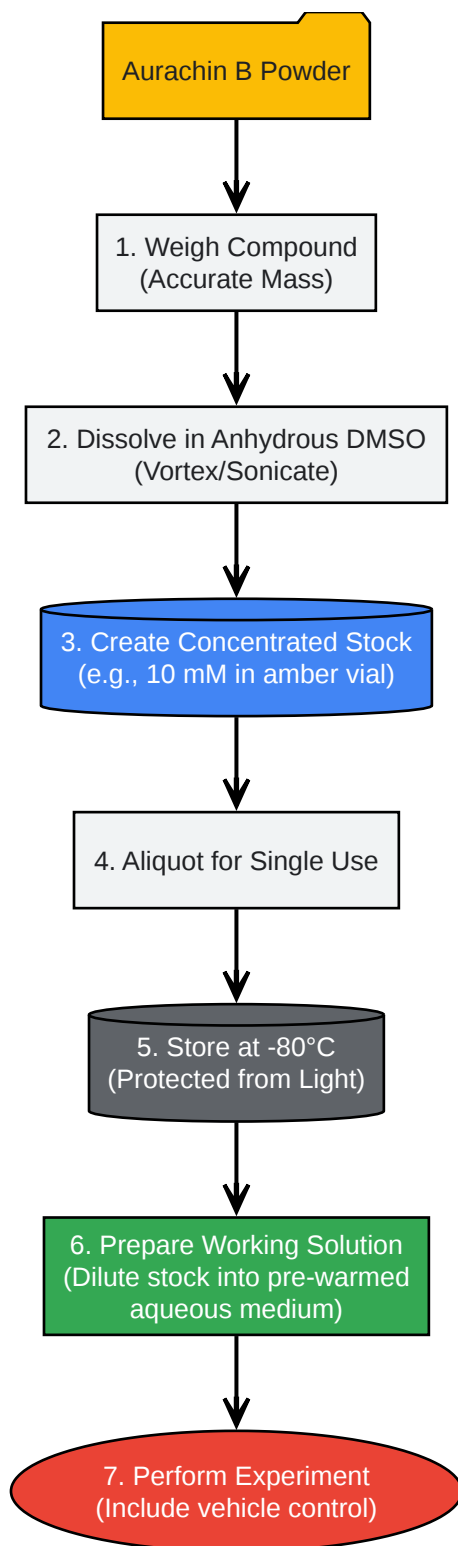 Aurachin B Powder
1. Weigh Compound
(Accurate Mass)
2. Dissolve in Anhydrous DMSO
(Vortex/Sonicate)
3. Create Concentrated Stock
(e.g., 10 mM in amber vial)
4. Aliquot for Single Use
5. Store at -80°C
(Protected from Light)
6. Prepare Working Solution
(Dilute stock into pre-warmed
aqueous medium)
7. Perform Experiment
(Include vehicle control)